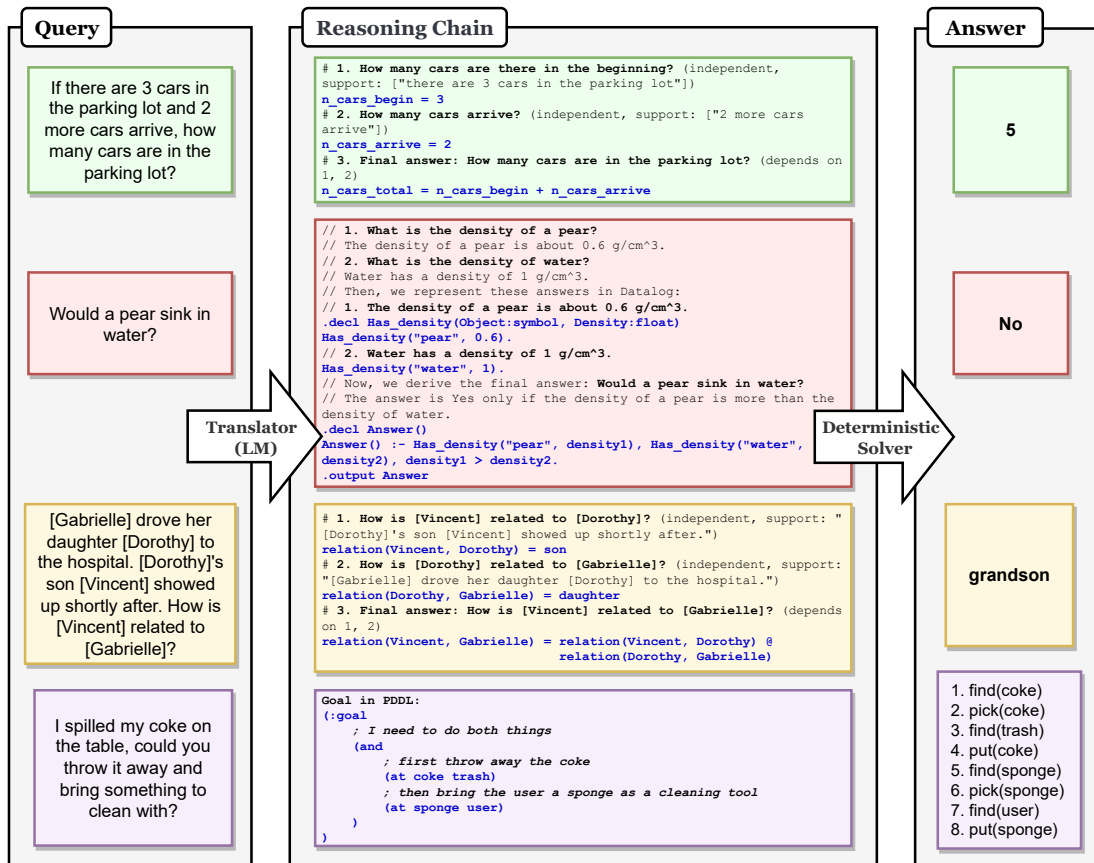 Query
Reasoning Chain
Answer
If there are 3 cars in
the parking lot and 2
more cars arrive, how
many cars are in the
parking lot?
# 1. How many cars are there in the beginning? (independent,
support: ["there are 3 cars in the parking lot"])
n_cars_begin = 3
# 2. How many cars arrive? (independent, support: ["2 more cars
arrive"])
n_cars_arrive = 2
# 3. Final answer: How many cars are in the parking lot? (depends on
1, 2)
n_cars_total = n_cars_begin + n_cars_arrive
5
Would a pear sink in
water?
// 1. What is the density of a pear?
// The density of a pear is about 0.6 g/cm^3.
// 2. What is the density of water?
// Water has a density of 1 g/cm^3.
// Then, we represent these answers in Datalog:
// 1. The density of a pear is about 0.6 g/cm^3.
.decl Has_density(Object:symbol, Density:float)
Has_density("pear", 0.6).
// 2. Water has a density of 1 g/cm^3.
Has_density("water", 1).
// Now, we derive the final answer: Would a pear sink in water?
// The answer is Yes only if the density of a pear is more than the
density of water.
.decl Answer()
Answer() :- Has_density("pear", density1), Has_density("water",
density2), density1 > density2.
.output Answer
No
Translator
(LM)
Deterministic
Solver
[Gabrielle] drove her
daughter [Dorothy] to
the hospital. [Dorothy]'s
son [Vincent] showed
up shortly after. How is
[Vincent] related to
[Gabrielle]?
# 1. How is [Vincent] related to [Dorothy]? (independent, support: "
[Dorothy]'s son [Vincent] showed up shortly after.")
relation(Vincent, Dorothy) = son
# 2. How is [Dorothy] related to [Gabrielle]? (independent, support:
"[Gabrielle] drove her daughter [Dorothy] to the hospital.")
relation(Dorothy, Gabrielle) = daughter
# 3. Final answer: How is [Vincent] related to [Gabrielle]? (depends
on 1, 2)
relation(Vincent, Gabrielle) = relation(Vincent, Dorothy) @
relation(Dorothy, Gabrielle)
grandson
I spilled my coke on
the table, could you
throw it away and
bring something to
clean with?
Goal in PDDL:
(:goal
; I need to do both things
(and
; first throw away the coke
(at coke trash)
; then bring the user a sponge as a cleaning tool
(at sponge user)
)
)
1. find(coke)
2. pick(coke)
3. find(trash)
4. put(coke)
5. find(sponge)
6. pick(sponge)
7. find(user)
8. put(sponge)